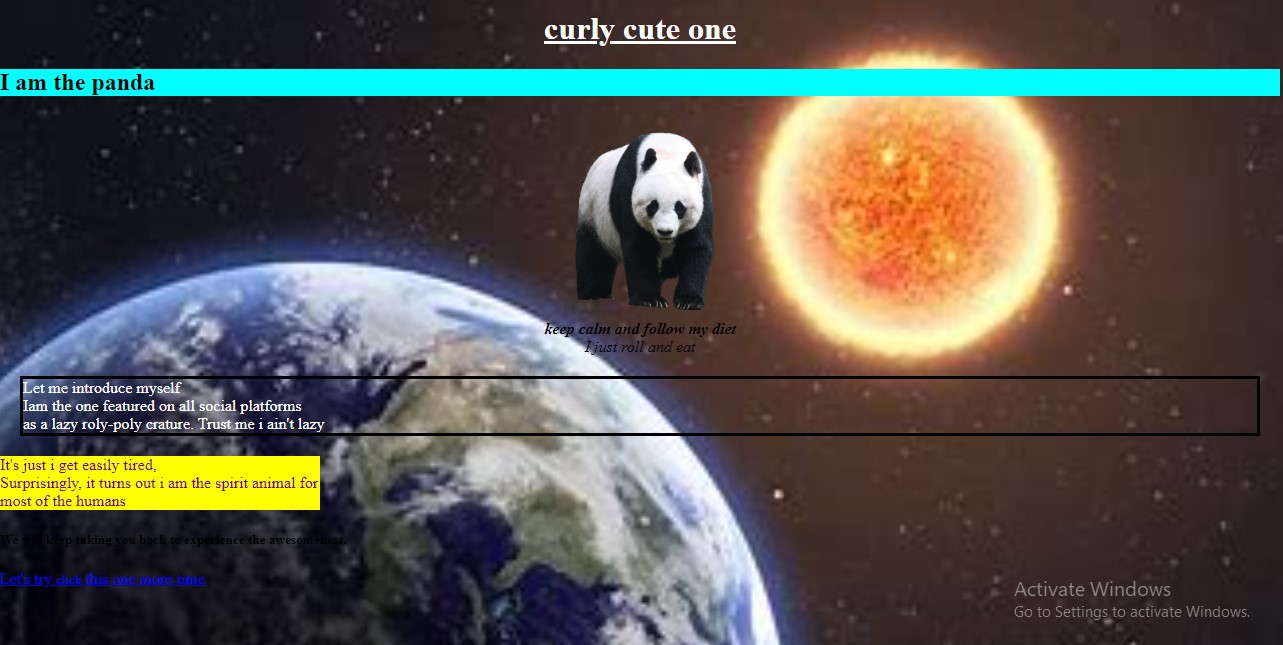 curly cute one
I am the panda
keep calm and follow my diet
I just roll and eat
Let me introduce myself
Iam the one featured on all social platforms
as a lazy roly-poly crature. Trust me i ain't lazy
It's just i get easily tired,
Surprisingly, it turns out i am the spirit animal for
most of the humans
We will keep taking you back to experience the awesomeness.
Let's try click this one more time
Activate Windows
Go to Settings to activate Windows.